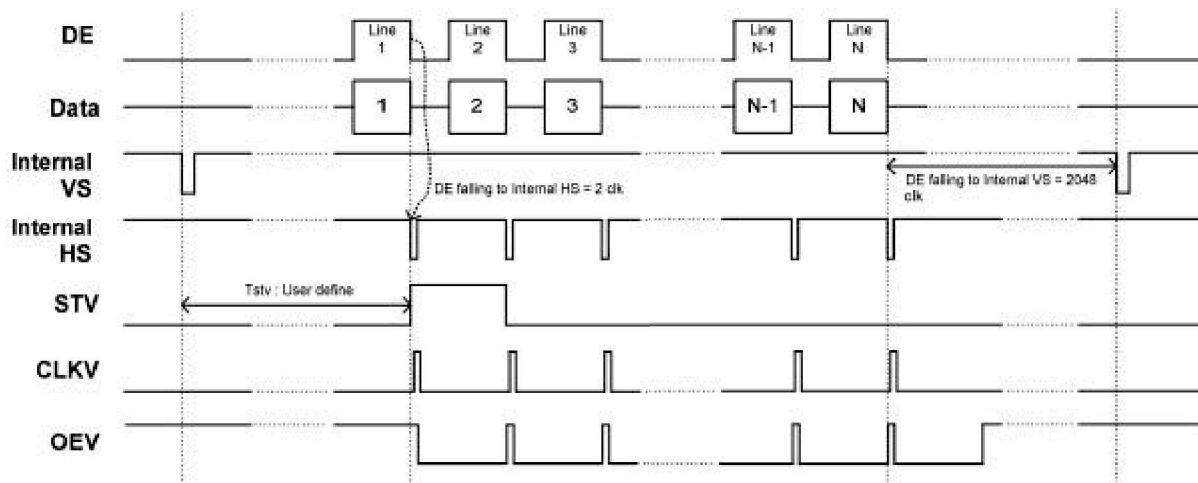 DE
Line
1
Line
2
Line
3
Line
N-1
Line
N
Data
1
2
3
N-1
N
Internal
VS
DE falling to Internal HS = 2 clk
DE falling to Internal VS = 2048
clk
Internal
HS
Tstv : User define
STV
CLKV
OEV